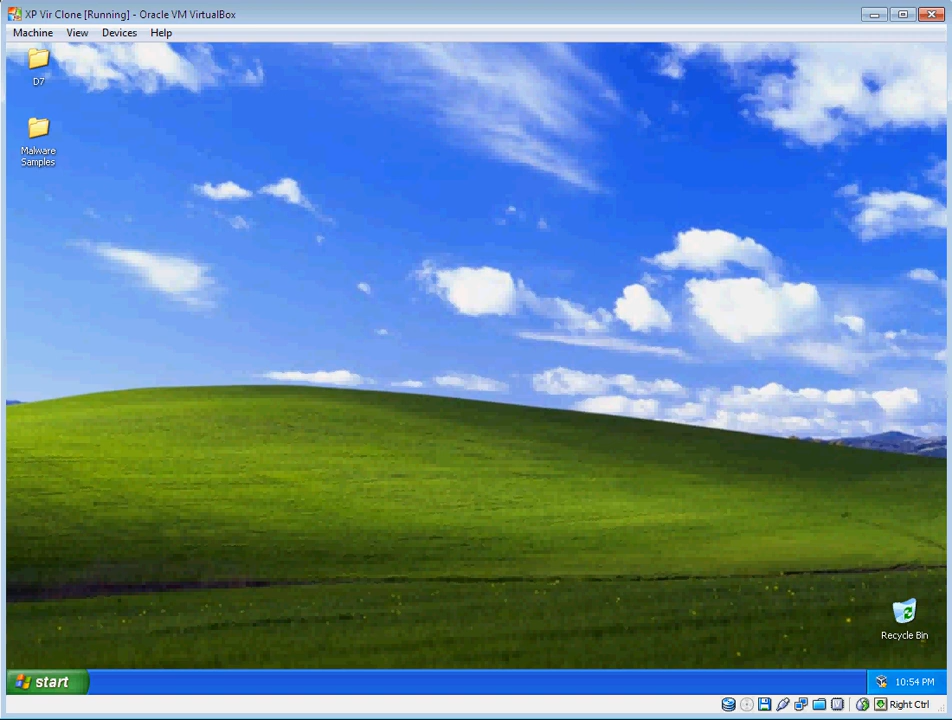 XP Vir Clone [Running] - Oracle VM VirtualBox
Machine View Devices Help
D7
Malware
Samples
Recycle Bin
start
10:54 PM
Right Ctrl